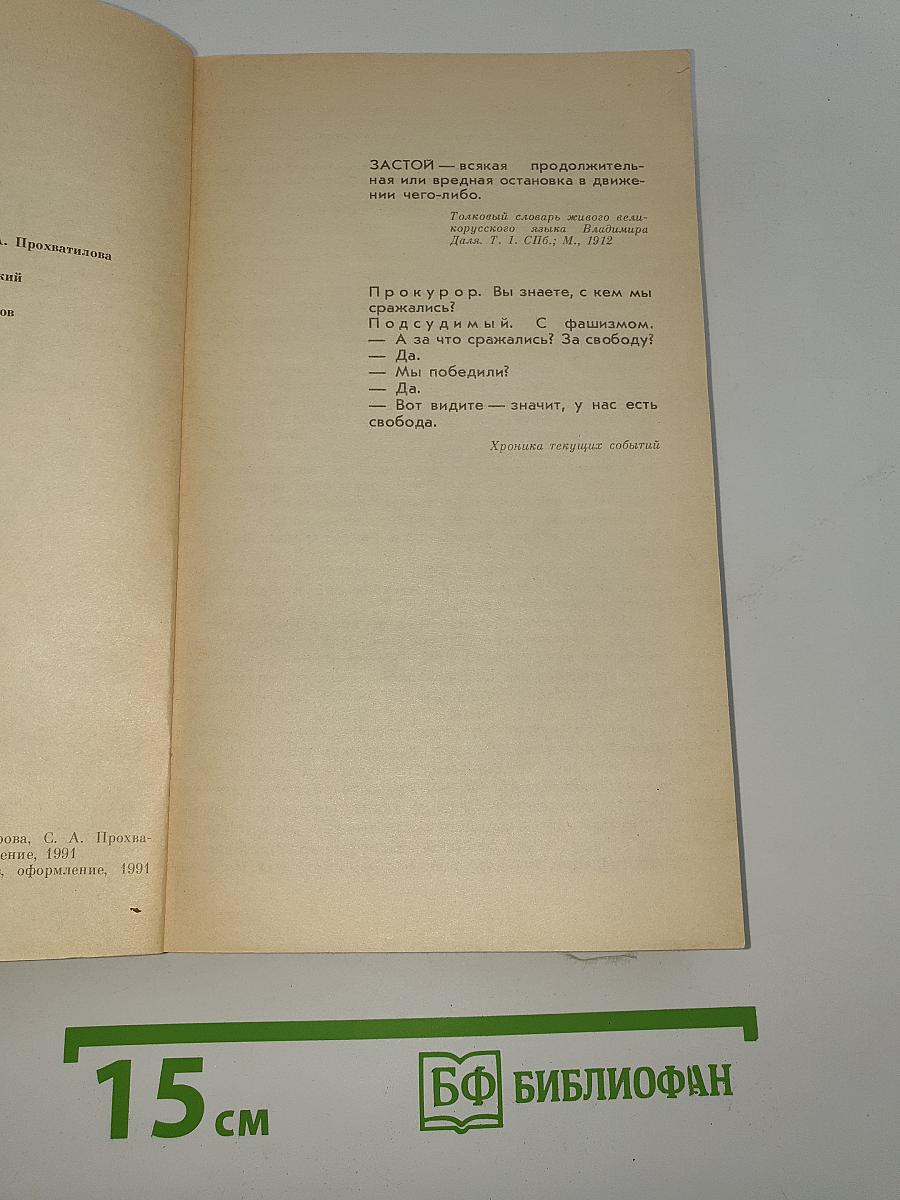 А. Прохватилова
кий
ов
рова, С. А. Прохва-
ение, 1991
, оформление, 1991
ЗАСТОЙ — всякая продолжитель-
ная или вредная остановка в движе-
нии чего-либо.
Толковый словарь живого вели-
корусского языка Владимира
Даля. Т. 1. СПб.; М., 1912
Прокурор. Вы знаете, с кем мы
сражались?
Подсудимый. С фашизмом.
— А за что сражались? За свободу?
— Да.
— Мы победили?
— Да.
— Вот видите — значит, у нас есть
свобода.
Хроника текущих событий
15 см
БФ БИБЛИОФАН